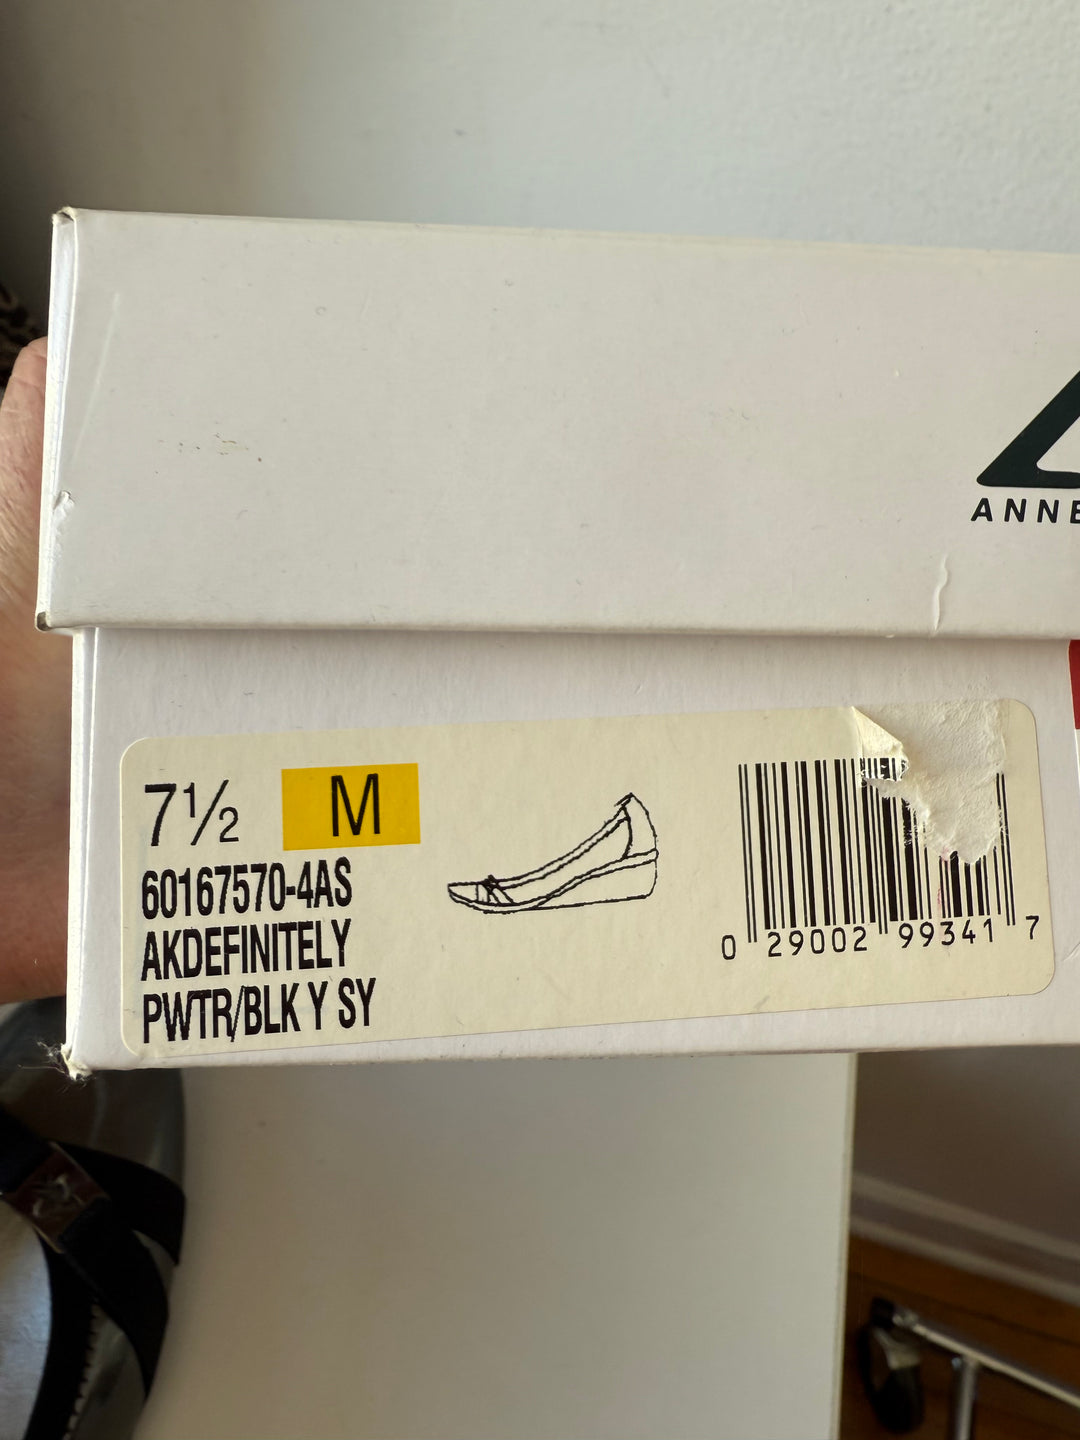 ANNE
7½ M
60167570-4AS
AKDEFINITELY
PWTR/BLK Y SY
0 29002 99341 7